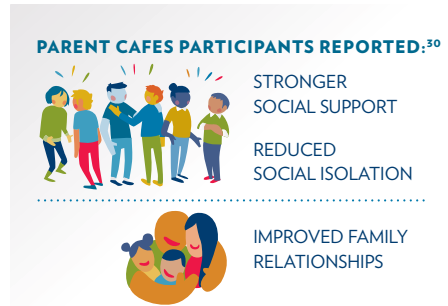 PARENT CAFES PARTICIPANTS REPORTED:30
STRONGER
SOCIAL SUPPORT
REDUCED
SOCIAL ISOLATION
IMPROVED FAMILY
RELATIONSHIPS